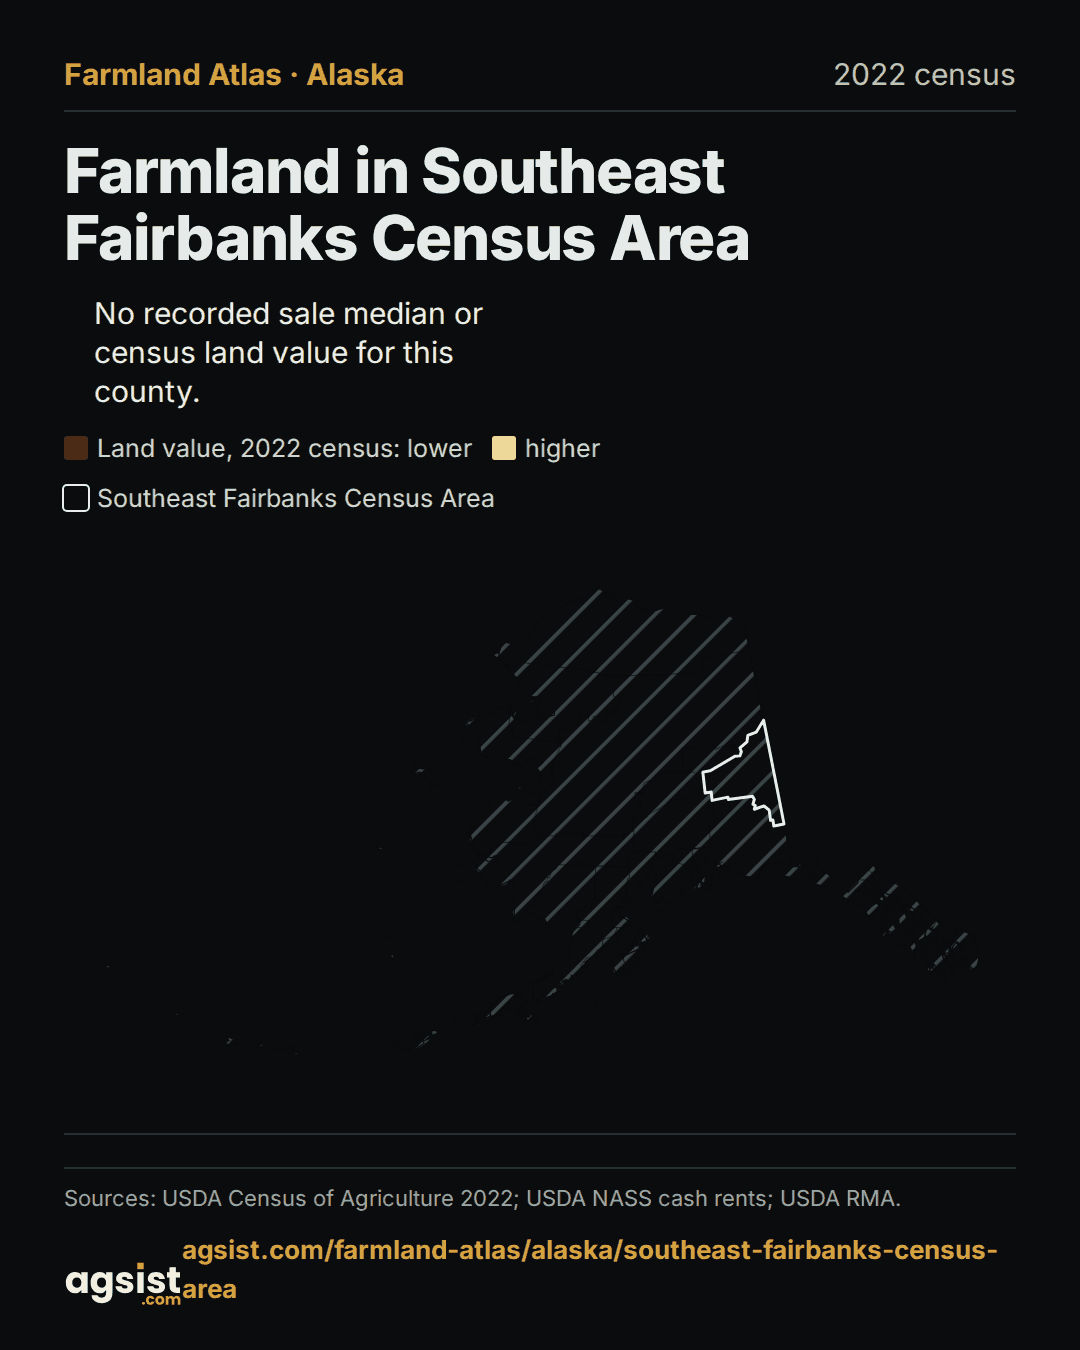 Farmland Atlas · Alaska
2022 census
Farmland in Southeast
Fairbanks Census Area
No recorded sale median or
census land value for this
county.
Land value, 2022 census: lower
higher
Southeast Fairbanks Census Area
Sources: USDA Census of Agriculture 2022; USDA NASS cash rents; USDA RMA.
agsist.com
agsist.com/farmland-atlas/alaska/southeast-fairbanks-census-
area